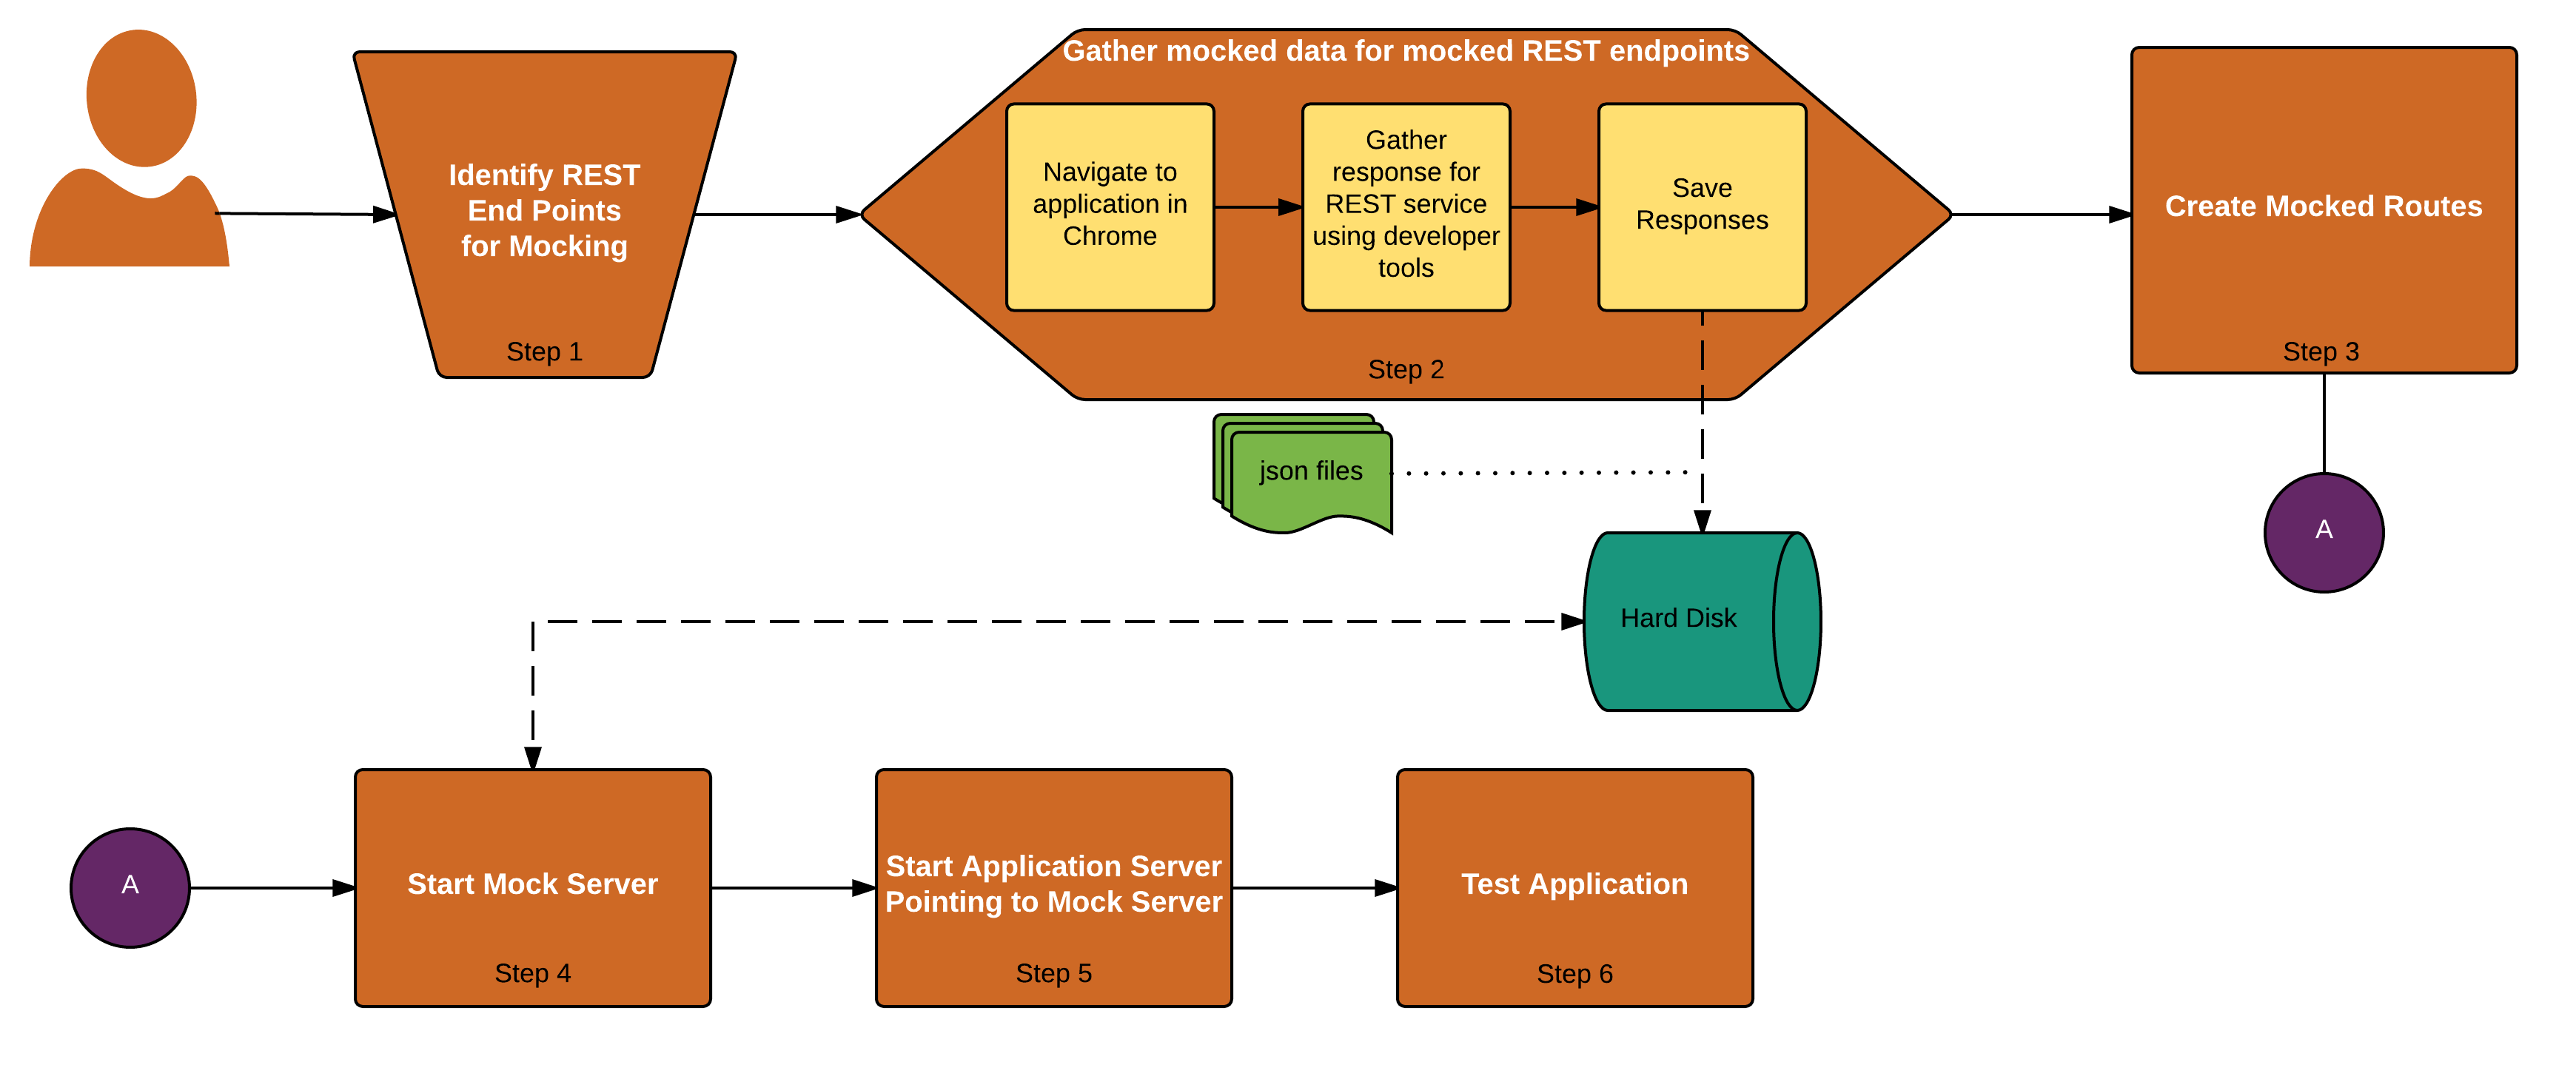 Identify REST
End Points
for Mocking
Step 1
Gather mocked data for mocked REST endpoints
Navigate to
application in
Chrome
Gather
response for
REST service
using developer
tools
Save
Responses
Step 2
Create Mocked Routes
Step 3
json files
A
Hard Disk
A
Start Mock Server
Step 4
Start Application Server
Pointing to Mock Server
Step 5
Test Application
Step 6